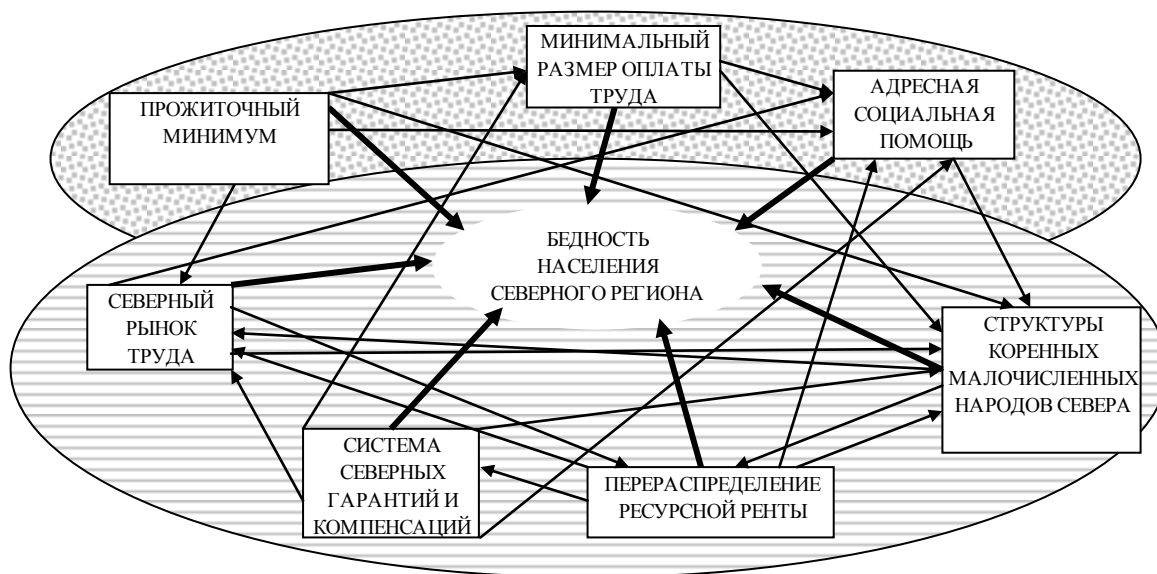 МИНИМАЛЬНЫЙ
РАЗМЕР ОПЛАТЫ
ТРУДА
АДРЕСНАЯ
СОЦИАЛЬНАЯ
ПОМОЩЬ
ПРОЖИТОЧНЫЙ
МИНИМУМ
БЕДНОСТЬ
НАСЕЛЕНИЯ
СЕВЕРНОГО РЕГИОНА
СЕВЕРНЫЙ
РЫНОК
ТРУДА
СТРУКТУРЫ
КОРЕННЫХ
МАЛОЧИСЛЕННЫХ
НАРОДОВ СЕВЕРА
СИСТЕМА
СЕВЕРНЫХ
ГАРАНТИЙ И
КОМПЕНСАЦИЙ
ПЕРЕРАСПРЕДЕЛЕНИЕ
РЕСУРСНОЙ РЕНТЫ